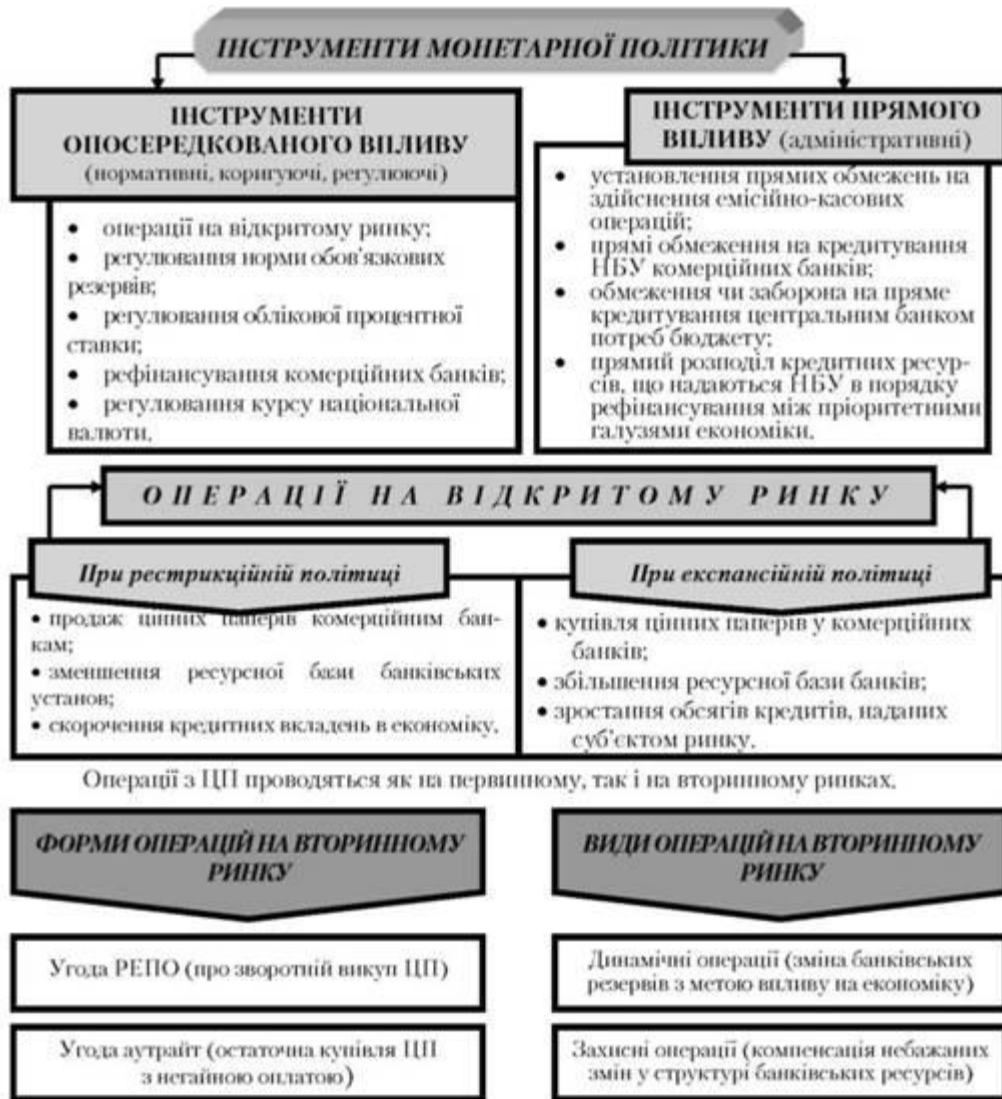 ІНСТРУМЕНТИ МОНЕТАРНОЇ ПОЛІТИКИ
ІНСТРУМЕНТИ
ОПОСЕРЕДКОВАНОГО ВПЛИВУ
(нормативні, коригуючі, регулюючі)
• операції на відкритому ринку;
• регулювання норми обов'язкових
резервів;
• регулювання облікової процентної
ставки;
• рефінансування комерційних банків;
• регулювання курсу національної
валюти.
ІНСТРУМЕНТИ ПРЯМОГО
ВПЛИВУ (адміністративні)
• установлення прямих обмежень на
здійснення емісійно-касових
операцій;
• прямі обмеження на кредитування
НБУ комерційних банків;
• обмеження чи заборона на пряме
кредитування центральним банком
потреб бюджету;
• прямий розподіл кредитних ресур-
сів, що надаються НБУ в порядку
рефінансування між пріоритетними
галузями економіки.
ОПЕРАЦІЇ НА ВІДКРИТОМУ РИНКУ
При рестрикційній політиці
• продаж цінних паперів комерційним бан-
кам;
• зменшення ресурсної бази банківських
установ;
• скорочення кредитних вкладень в економіку.
При експансійній політиці
• купівля цінних паперів у комерційних
банків;
• збільшення ресурсної бази банків;
• зростання обсягів кредитів, наданих
суб'єктом ринку.
Операції з ЦП проводяться як на первинному, так і на вторинному ринках.
ФОРМИ ОПЕРАЦІЙ НА ВТОРИННОМУ
РИНКУ
Угода РЕПО (про зворотній викуп ЦП)
Угода аутрайт (остаточна купівля ЦП
з негайною оплатою)
ВИДИ ОПЕРАЦІЙ НА ВТОРИННОМУ
РИНКУ
Динамічні операції (зміна банківських
резервів з метою впливу на економіку)
Захисні операції (компенсація небажаних
змін у структурі банківських ресурсів)